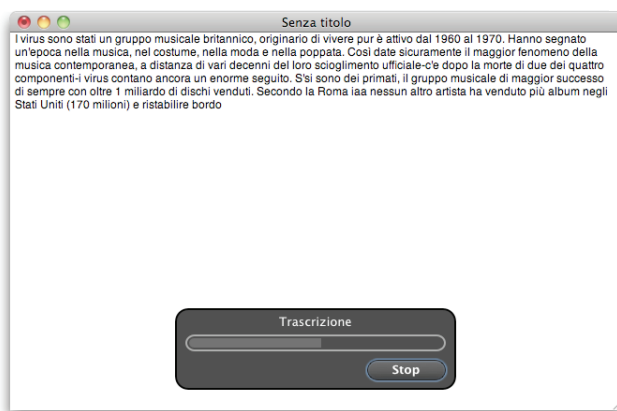 Senza titolo
I virus sono stati un gruppo musicale britannico, originario di vivere pur è attivo dal 1960 al 1970. Hanno segnato
un'epoca nella musica, nel costume, nella moda e nella poppata. Così date sicuramente il maggior fenomeno della
musica contemporanea, a distanza di vari decenni del loro scioglimento ufficiale-c'e dopo la morte di due dei quattro
componenti-i virus contano ancora un enorme seguito. S'si sono dei primati, il gruppo musicale di maggior successo
di sempre con oltre 1 miliardo di dischi venduti. Secondo la Roma iaa nessun altro artista ha venduto più album negli
Stati Uniti (170 milioni) e ristabilire bordo
Trascrizione
Stop